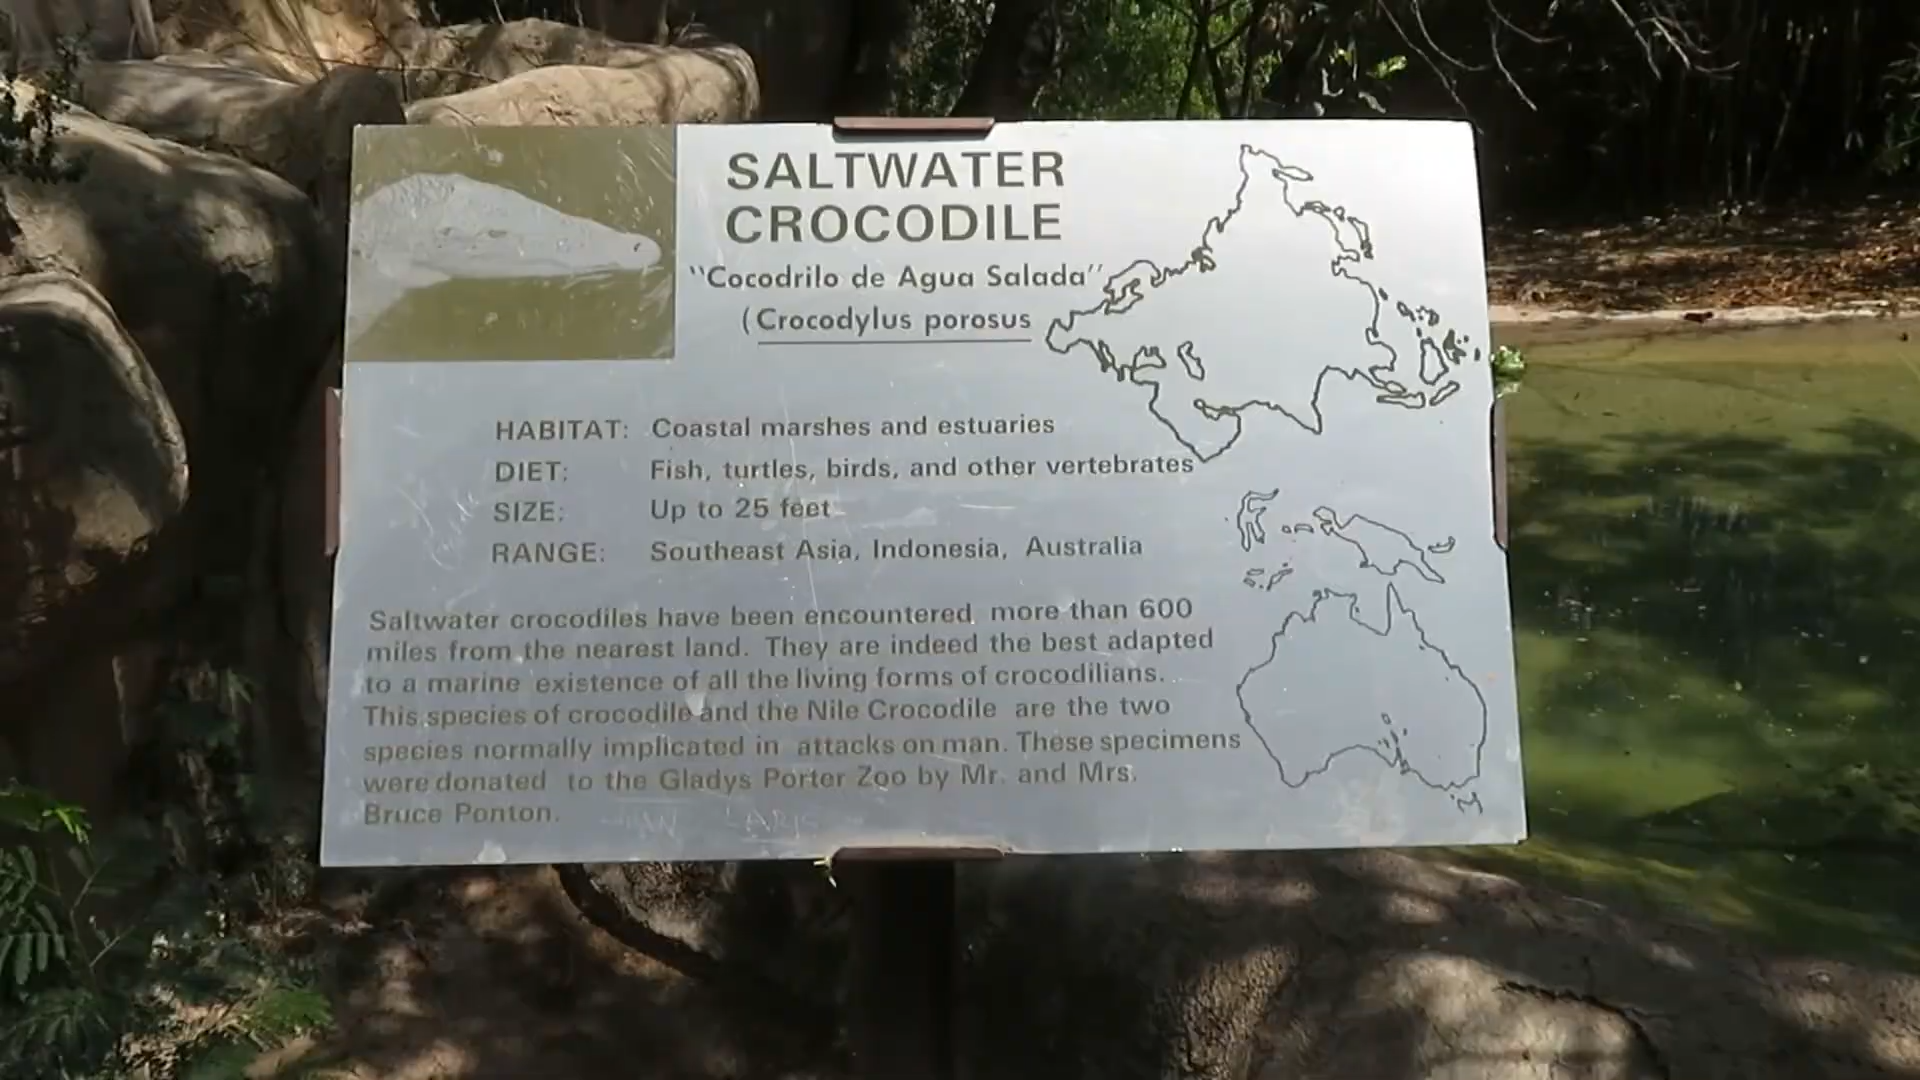 SALTWATER
CROCODILE
"Cocodrilo de Agua Salada"
(Crocodylus porosus
HABITAT: Coastal marshes and estuaries
DIET: Fish, turtles, birds, and other vertebrates
SIZE: Up to 25 feet
RANGE: Southeast Asia, Indonesia, Australia
Saltwater crocodiles have been encountered more than 600
miles from the nearest land. They are indeed the best adapted
to a marine existence of all the living forms of crocodilians.
This species of crocodile and the Nile Crocodile are the two
species normally implicated in attacks on man. These specimens
were donated to the Gladys Porter Zoo by Mr. and Mrs.
Bruce Ponton.